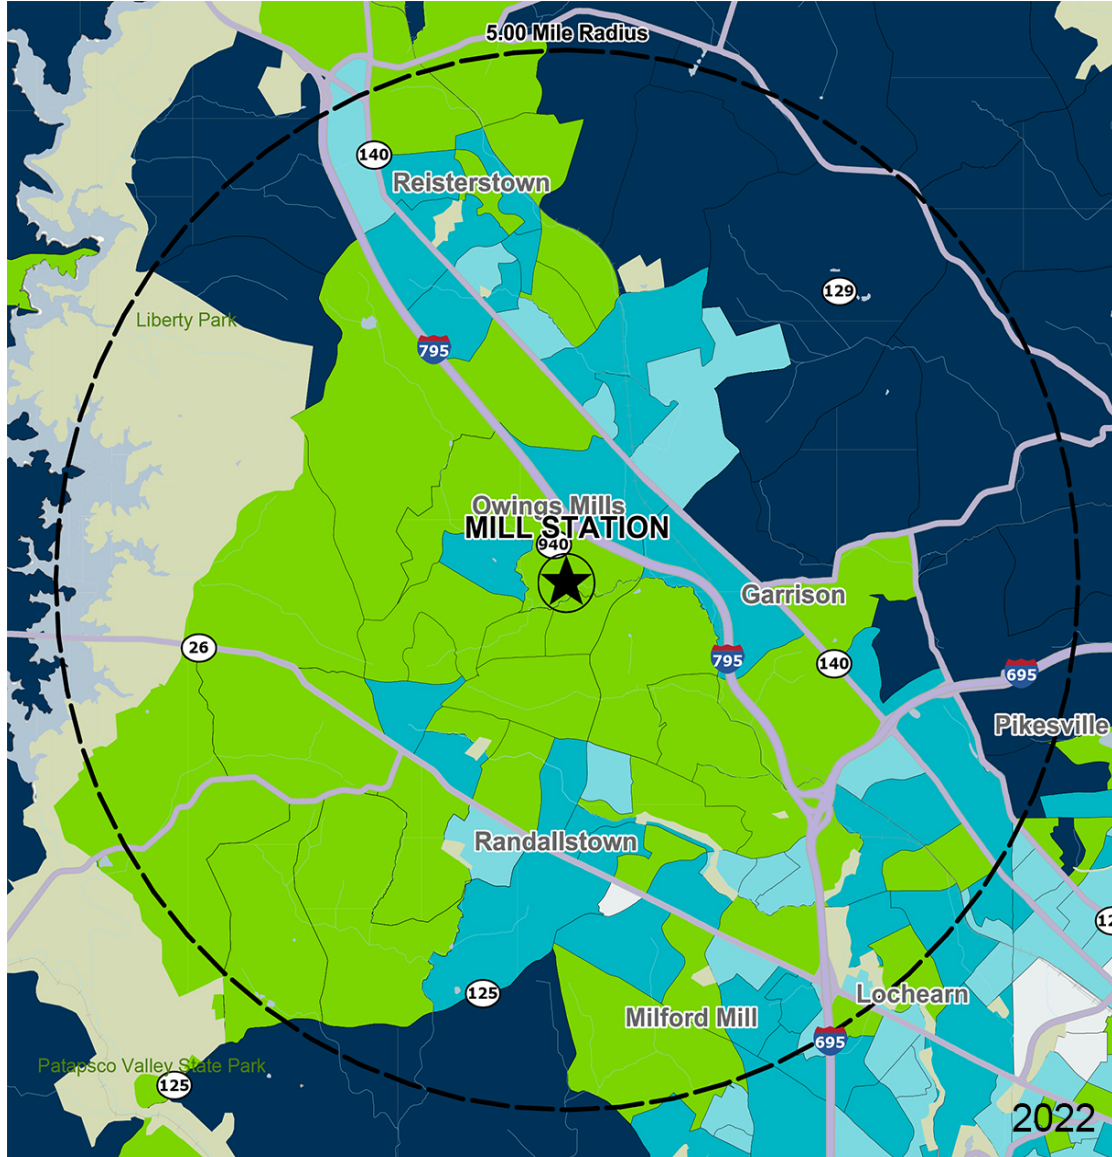 5.00 Mile Radius
140
Reisterstown
129
Liberty Park
795
Owings Mills
MILL STATION
940
Garrison
26
795
140
695
Pikesville
Randallstown
12
125
Lochearn
Milford Mill
695
Patapsco Valley State Park
125
2022